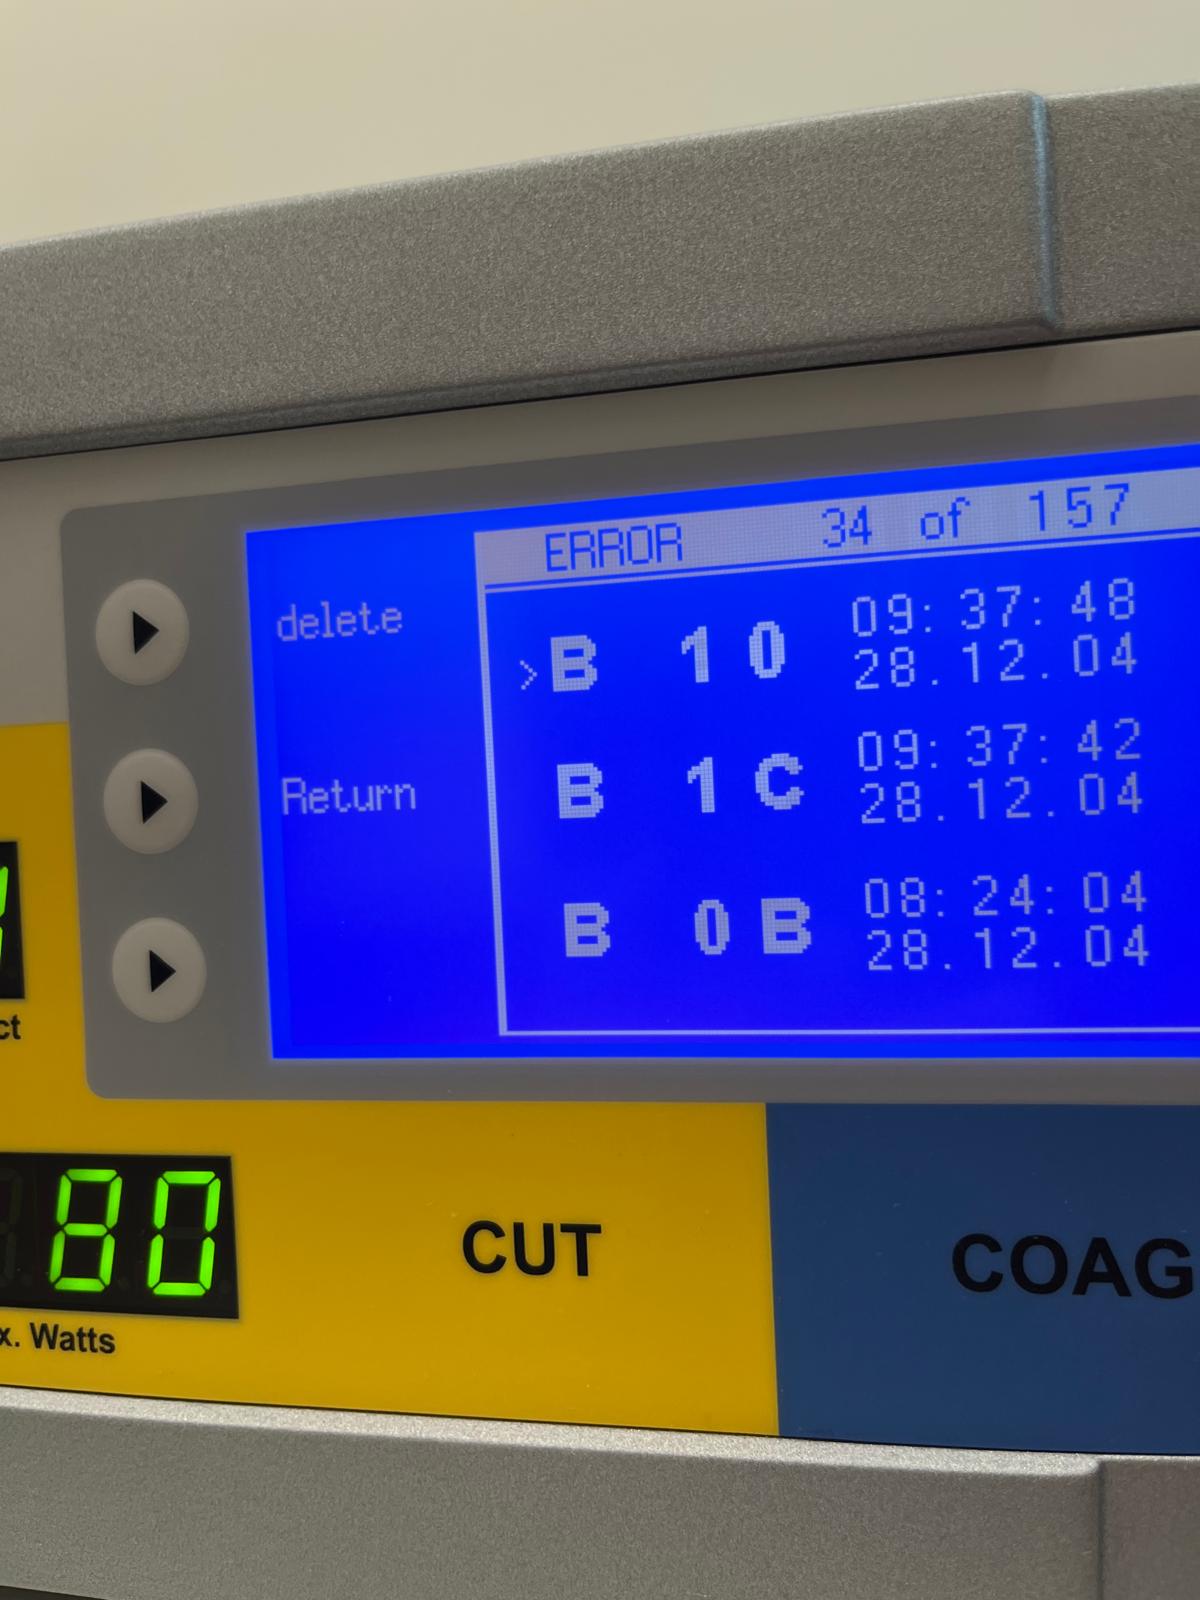 ERROR 34 of 157
delete
> B 10 09:37:48
28.12.04
Return
B 1C 09:37:42
28.12.04
B 0B 08:24:04
28.12.04
80
CUT
COAG
Watts